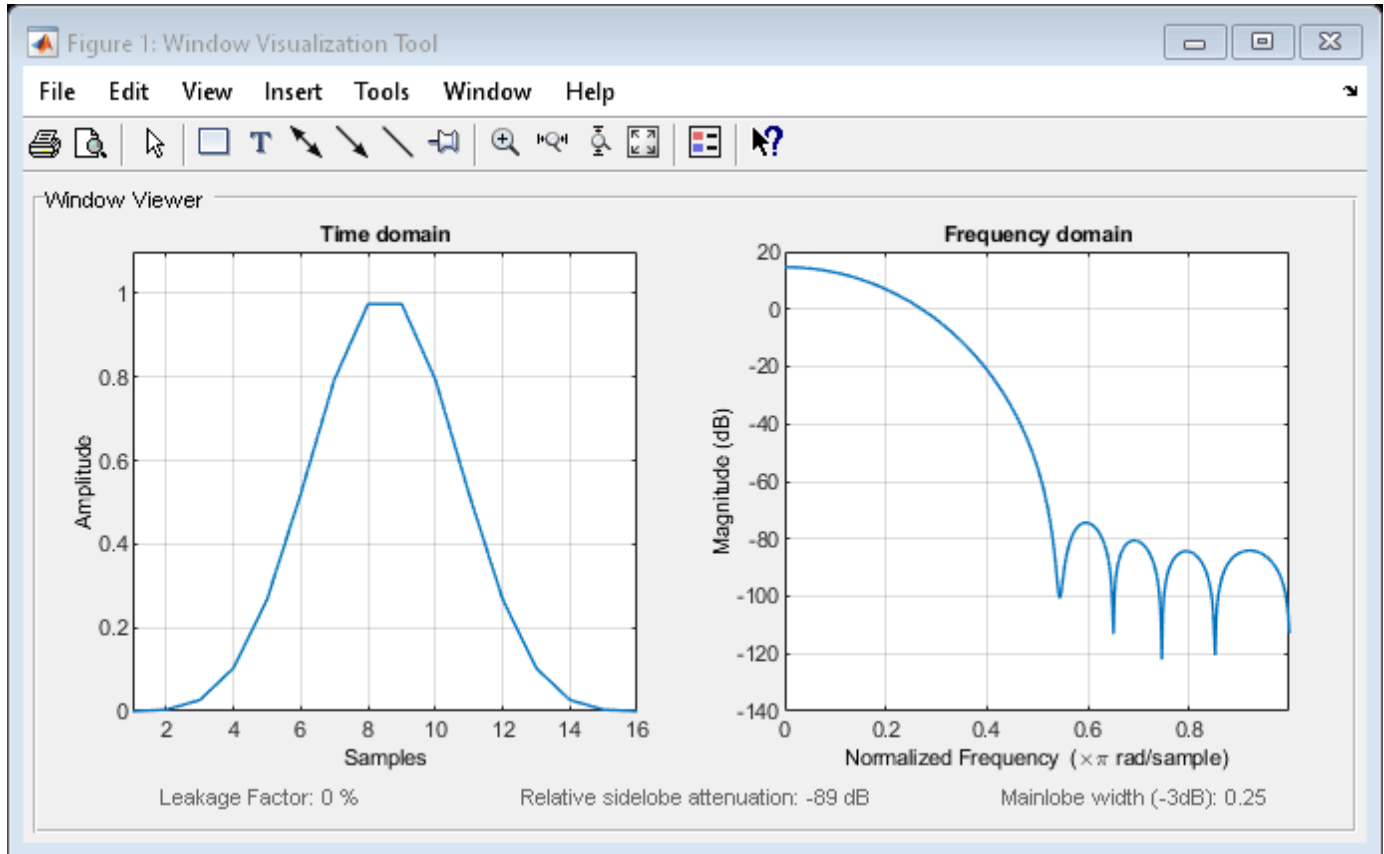 Figure 1: Window Visualization Tool
File Edit View Insert Tools Window Help
T
?
Window Viewer
Time domain
1
0.8
0.6
0.4
0.2
0
Amplitude
2 4 6 8 10 12 14 16
Samples
Frequency domain
20
0
-20
-40
-60
-80
-100
-120
-140
Magnitude (dB)
0 0.2 0.4 0.6 0.8
Normalized Frequency (×π rad/sample)
Leakage Factor: 0 % Relative sidelobe attenuation: -89 dB Mainlobe width (-3dB): 0.25